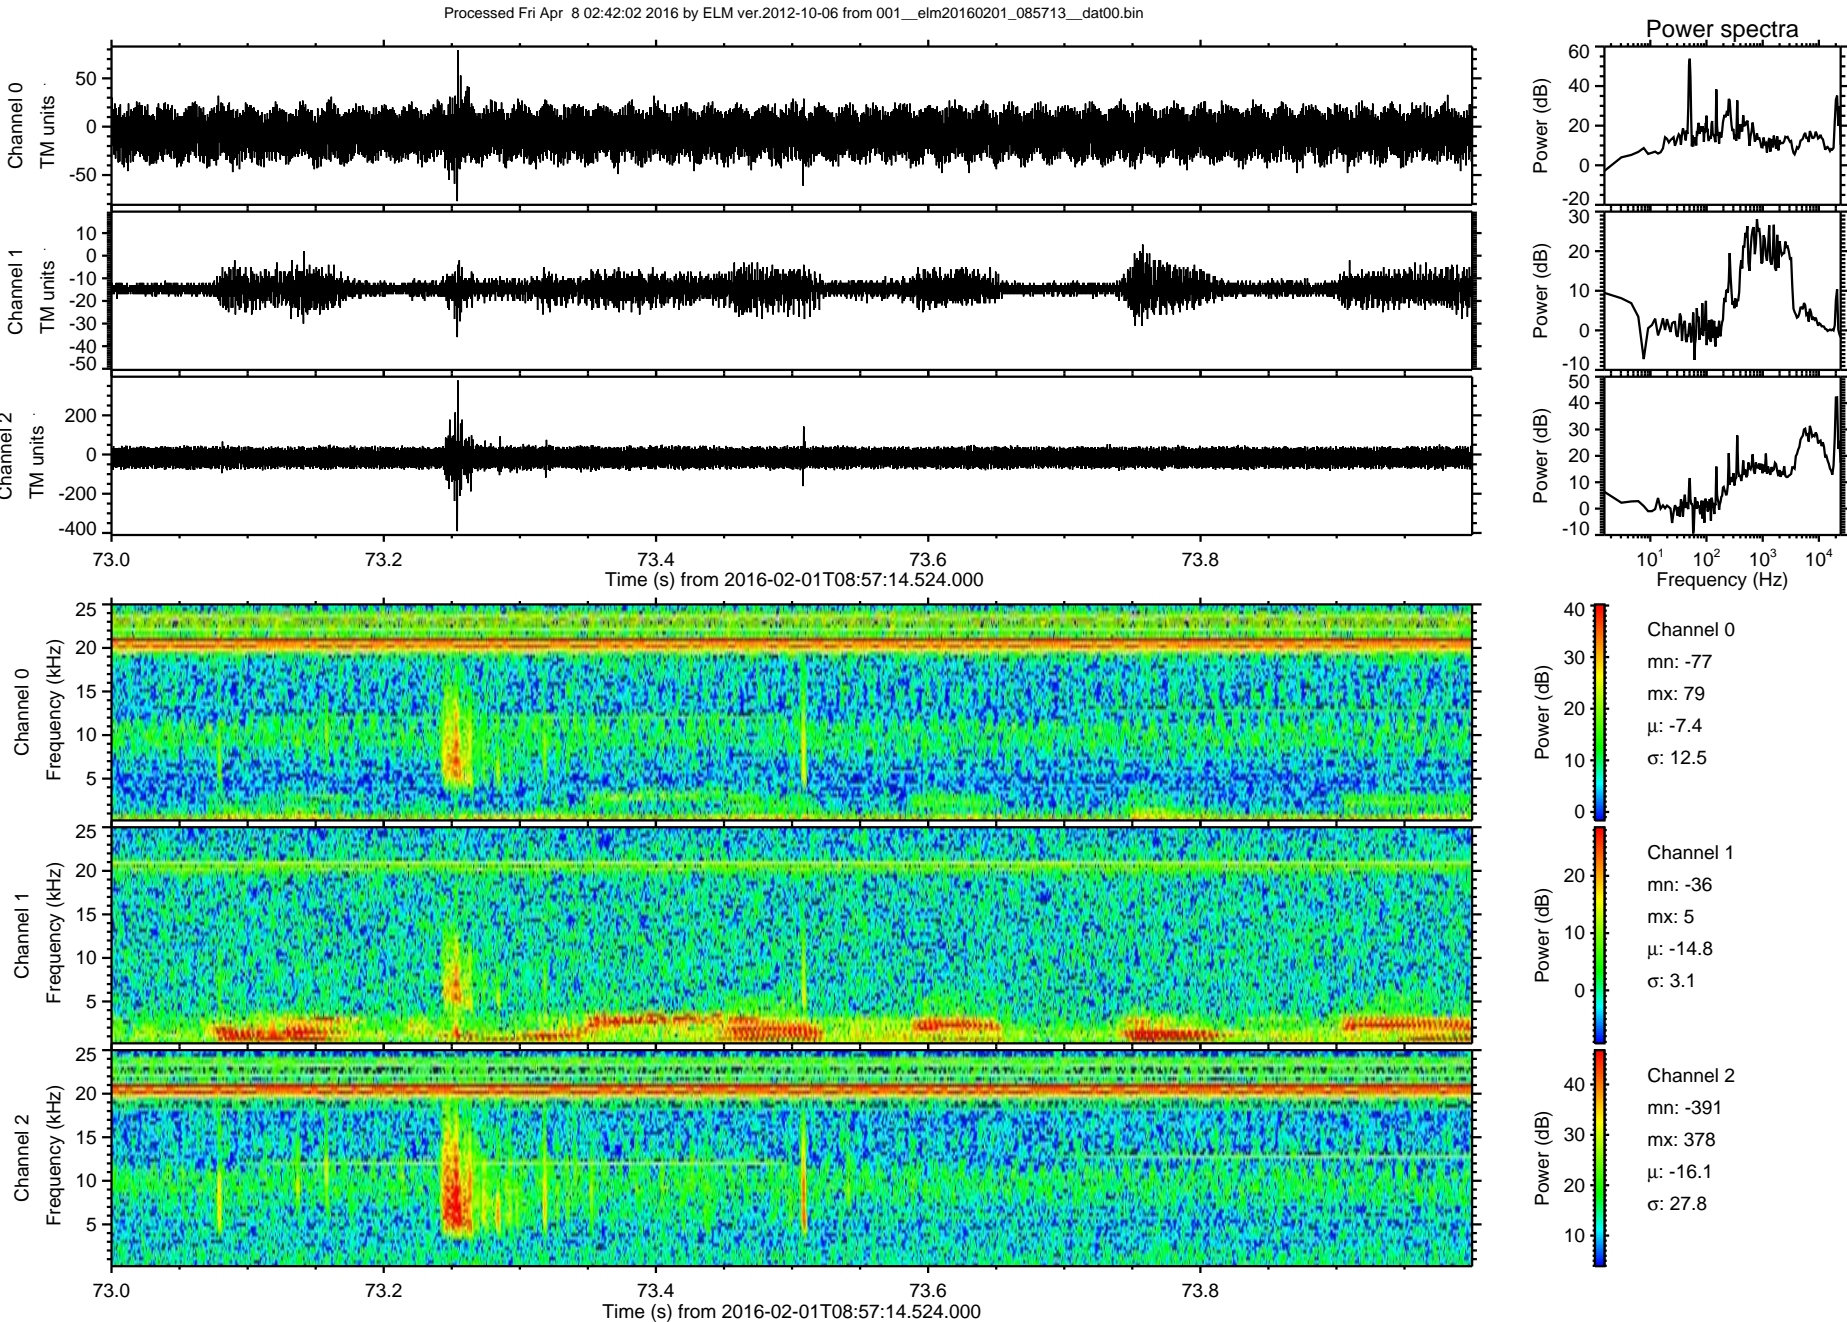 Processed Fri Apr  8 02:42:02 2016 by ELM ver.2012-10-06 from 001__elm20160201_085713__dat00.bin
Power spectra
Channel 0
TM units
50
0
-50
Power (dB)
60
40
20
0
-20
Channel 1
TM units
10
0
-10
-20
-30
-40
-50
Power (dB)
30
20
10
0
-10
Channel 2
TM units
200
0
-200
-400
Power (dB)
50
40
30
20
10
0
-10
73.0 73.2 73.4 73.6 73.8
Time (s) from 2016-02-01T08:57:14.524.000
10¹ 10² 10³ 10⁴
Frequency (Hz)
Channel 0
Frequency (kHz)
25
20
15
10
5
Power (dB)
40
30
20
10
0
Channel 0
mn: -77
mx: 79
µ: -7.4
σ: 12.5
Channel 1
Frequency (kHz)
25
20
15
10
5
Power (dB)
20
10
0
Channel 1
mn: -36
mx: 5
µ: -14.8
σ: 3.1
Channel 2
Frequency (kHz)
25
20
15
10
5
Power (dB)
40
30
20
10
Channel 2
mn: -391
mx: 378
µ: -16.1
σ: 27.8
73.0 73.2 73.4 73.6 73.8
Time (s) from 2016-02-01T08:57:14.524.000